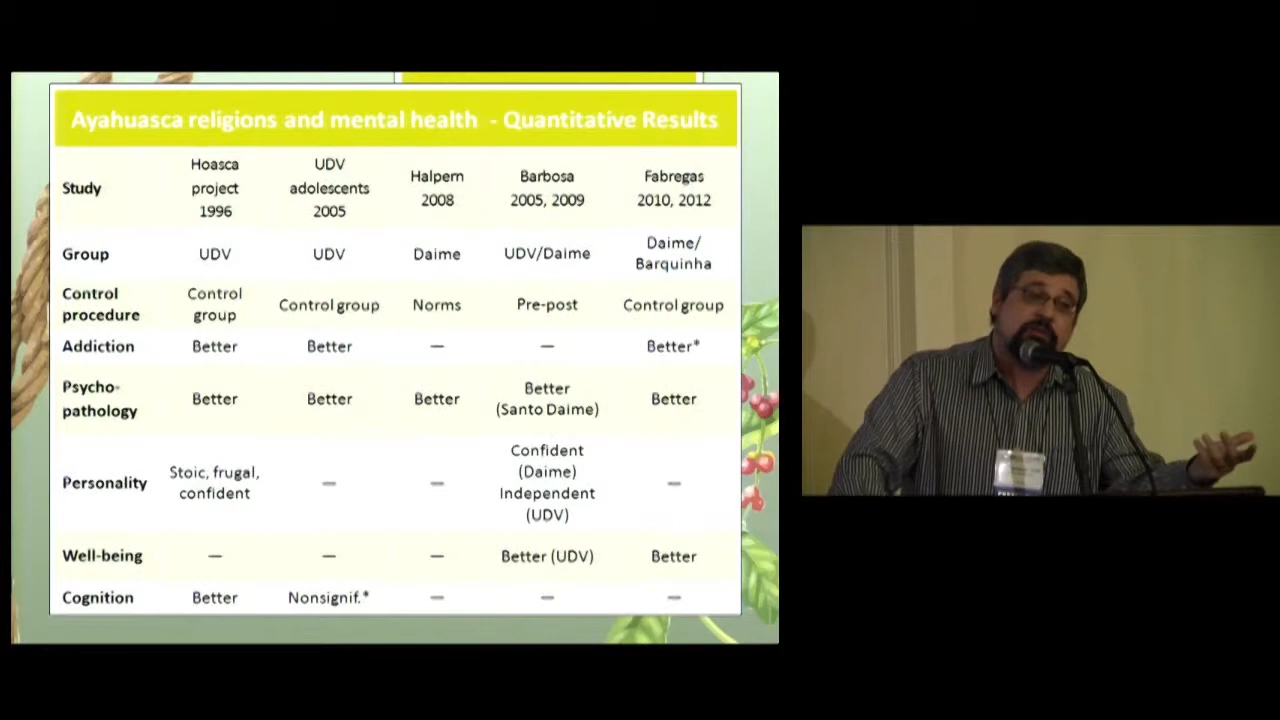 Ayahuasca religions and mental health - Quantitative Results
Study
Hoasca
project
1996
UDV
adolescents
2005
Halpern
2008
Barbosa
2005, 2009
Fabregas
2010, 2012
Group
UDV
UDV
Daime
UDV/Daime
Daime/
Barquinha
Control
procedure
Control
group
Control group
Norms
Pre-post
Control group
Addiction
Better
Better
—
—
Better*
Psycho-
pathology
Better
Better
Better
Better
(Santo Daime)
Better
Personality
Stoic, frugal,
confident
—
—
Confident
(Daime)
Independent
(UDV)
—
Well-being
—
—
—
Better (UDV)
Better
Cognition
Better
Nonsignif.*
—
—
—